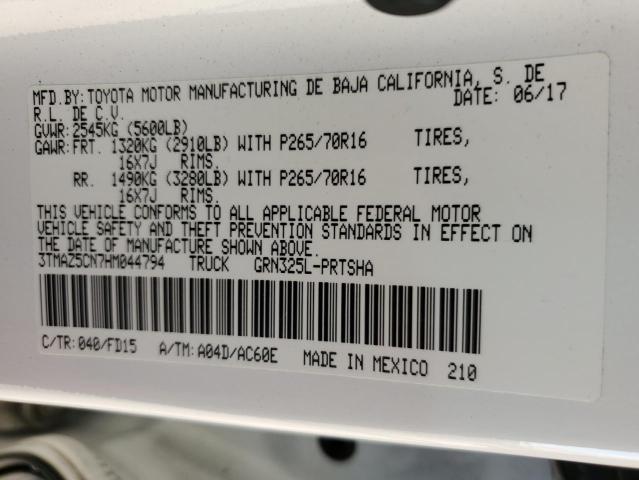 MFD.BY:TOYOTA MOTOR MANUFACTURING DE BAJA CALIFORNIA, S. DE
R.L. DE C.V. DATE: 06/17
GVWR:2545KG (5600LB)
GAWR:FRT. 1320KG (2910LB) WITH P265/70R16 TIRES,
16X7J RIMS.
RR. 1490KG (3280LB) WITH P265/70R16 TIRES,
16X7J RIMS.
THIS VEHICLE CONFORMS TO ALL APPLICABLE FEDERAL MOTOR
VEHICLE SAFETY AND THEFT PREVENTION STANDARDS IN EFFECT ON
THE DATE OF MANUFACTURE SHOWN ABOVE.
3TMAZ5CN7HM044794 TRUCK GRN325L-PRTSHA
C/TR:040/FD15 A/TM:A04D/AC60E MADE IN MEXICO 210